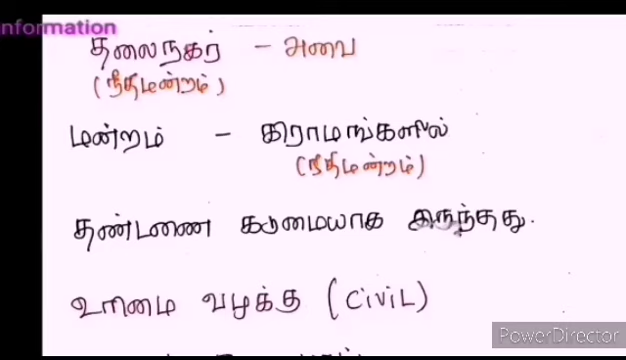 nformation
தலைநகர் - அவை
(நீதிமன்றம்)
மன்றம் - கிராமங்களில்
(நீதிமன்றம்)
தண்டணை கடுமையாக இருந்தது.
உரிமை வழக்கு (CiviL)
PowerDirector